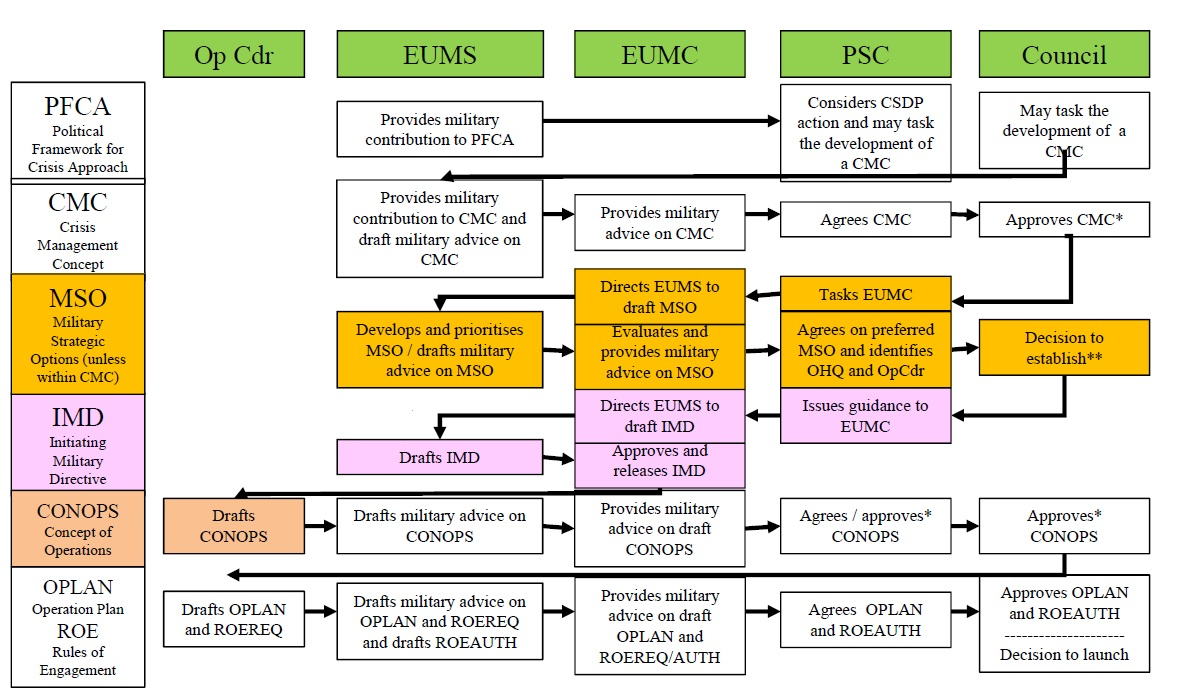 Op Cdr
EUMS
EUMC
PSC
Council
PFCA
Political
Framework for
Crisis Approach
Provides military
contribution to PFCA
Considers CSDP
action and may task
the development of
a CMC
May task the
development of a
CMC
CMC
Crisis
Management
Concept
Provides military
contribution to CMC and
draft military advice on
CMC
Provides military
advice on CMC
Agrees CMC
Approves CMC*
MSO
Military
Strategic
Options (unless
within CMC)
Directs EUMS to
draft MSO
Tasks EUMC
Develops and prioritises
MSO / drafts military
advice on MSO
Evaluates and
provides military
advice on MSO
Agrees on preferred
MSO and identifies
OHQ and OpCdr
Decision to
establish**
IMD
Initiating
Military
Directive
Directs EUMS to
draft IMD
Issues guidance to
EUMC
Drafts IMD
Approves and
releases IMD
CONOPS
Concept of
Operations
Drafts
CONOPS
Drafts military advice on
CONOPS
Provides military
advice on draft
CONOPS
Agrees / approves*
CONOPS
Approves*
CONOPS
OPLAN
Operation Plan
ROE
Rules of
Engagement
Drafts OPLAN
and ROEREQ
Drafts military advice on
OPLAN and ROEREQ
and drafts ROEAUTH
Provides military
advice on draft
OPLAN and
ROEREQ/AUTH
Agrees OPLAN
and ROEAUTH
Approves OPLAN
and ROEAUTH
---------------------
Decision to launch